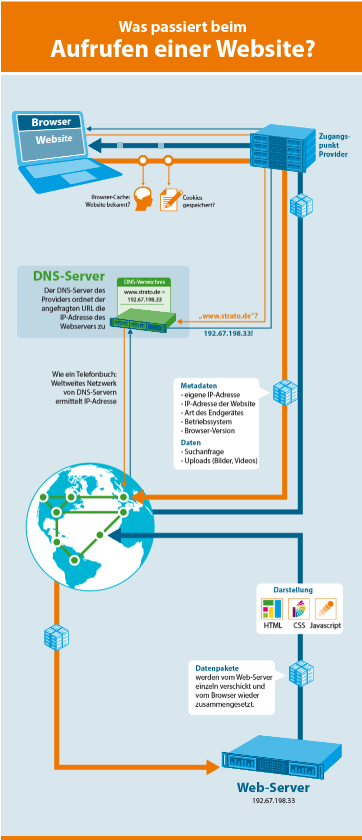 Was passiert beim
Aufrufen einer Website?
Browser
Website
Zugangs-
punkt
Provider
Browser-Cache:
Website bekannt?
Cookies
gespeichert?
DNS-Server
Der DNS-Server des
Providers ordnet der
angefragten URL die
IP-Adresse des
Webservers zu
DNS-Verzeichnis
www.strato.de =
192.67.198.33
„www.strato.de"?
192.67.198.33!
Wie ein Telefonbuch:
Weltweites Netzwerk
von DNS-Servern
ermittelt IP-Adresse
Metadaten
- eigene IP-Adresse
- IP-Adresse der Website
- Art des Endgerätes
- Betriebssystem
- Browser-Version
Daten
- Suchanfrage
- Uploads (Bilder, Videos)
Darstellung
HTML CSS Javascript
Datenpakete
werden vom Web-Server
einzeln verschickt und
vom Browser wieder
zusammengesetzt.
Web-Server
192.67.198.33